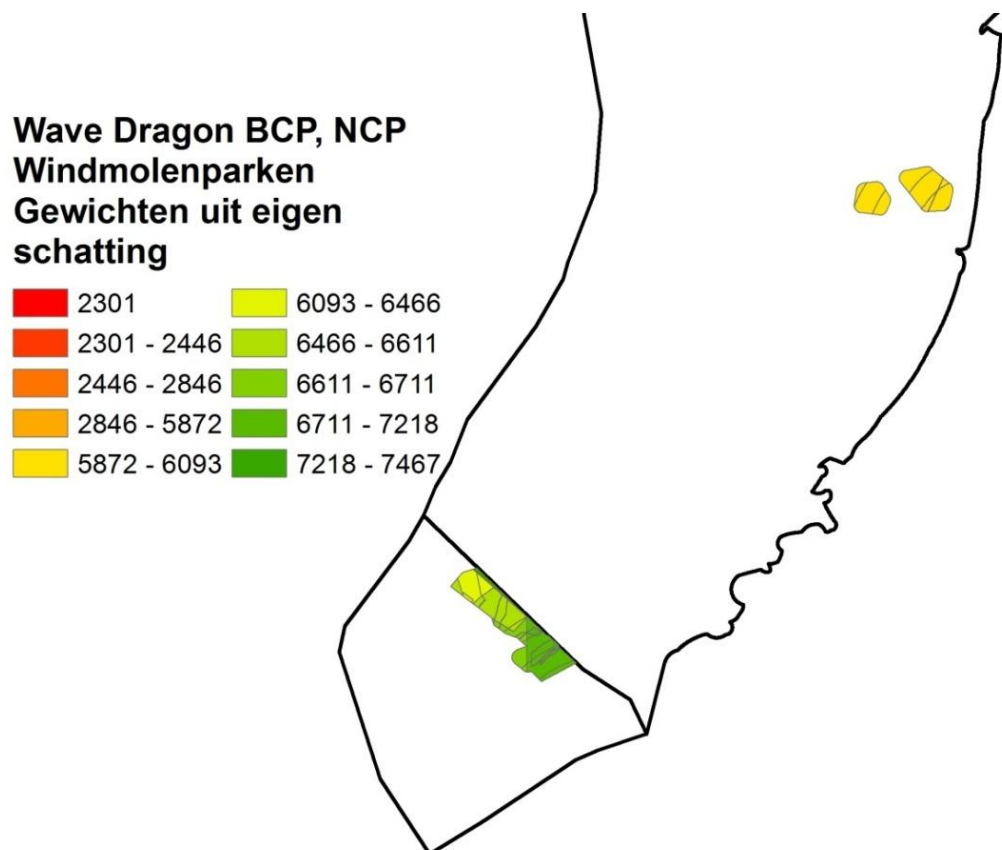 Wave Dragon BCP, NCP
Windmolenparken
Gewichten uit eigen
schatting
2301
2301 - 2446
2446 - 2846
2846 - 5872
5872 - 6093
6093 - 6466
6466 - 6611
6611 - 6711
6711 - 7218
7218 - 7467